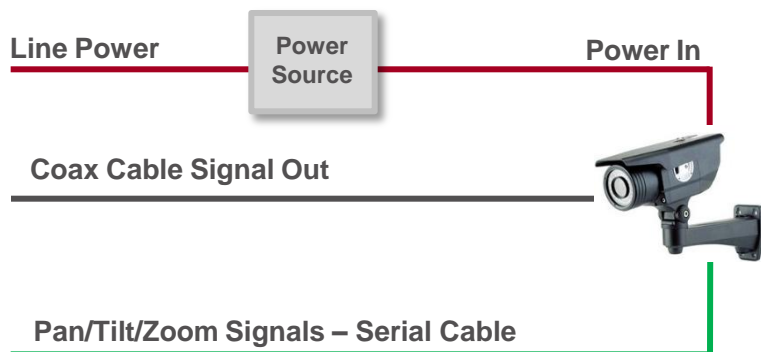 Line Power
Power
Source
Power In
Coax Cable Signal Out
Pan/Tilt/Zoom Signals – Serial Cable